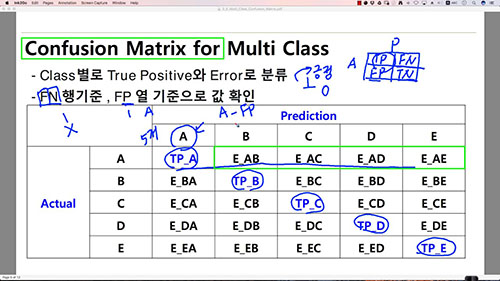 Confusion Matrix for Multi Class
- Class별로 True Positive와 Error로 분류
- FN 행기준 , FP 열 기준으로 값 확인
P
A TP FN
FP TN
긍정
1
0
X
1 A
5개
A-FP
Prediction
A B C D E
Actual
A TP_A E_AB E_AC E_AD E_AE
B E_BA TP_B E_BC E_BD E_BE
C E_CA E_CB TP_C E_CD E_CE
D E_DA E_DB E_DC TP_D E_DE
E E_EA E_EB E_EC E_ED TP_E